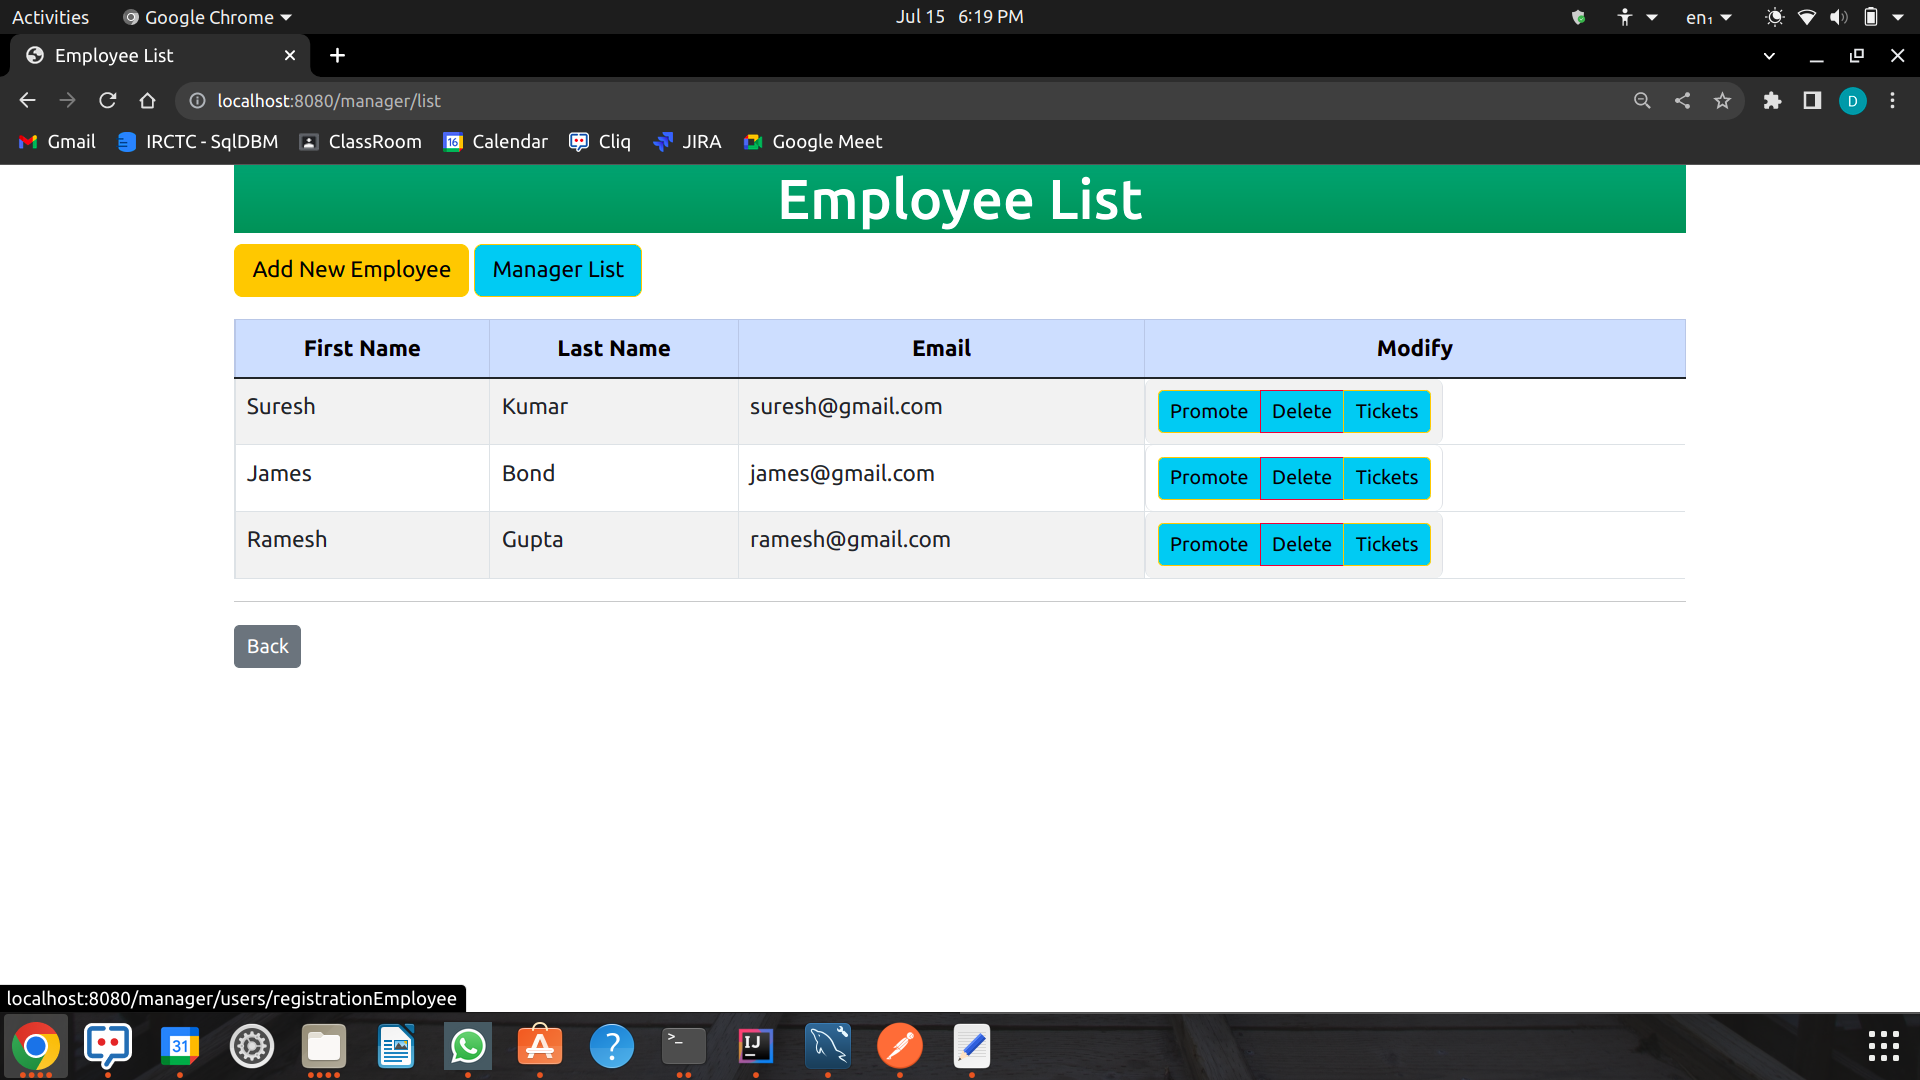 Activities Google Chrome Jul 15 6:19 PM en₁
Employee List
localhost:8080/manager/list D
Gmail IRCTC - SqlDBM ClassRoom 16 Calendar Cliq JIRA Google Meet
Employee List
Add New Employee Manager List
First Name Last Name Email Modify
Suresh Kumar suresh@gmail.com Promote Delete Tickets
James Bond james@gmail.com Promote Delete Tickets
Ramesh Gupta ramesh@gmail.com Promote Delete Tickets
Back
localhost:8080/manager/users/registrationEmployee
31 A ? >_ IJ